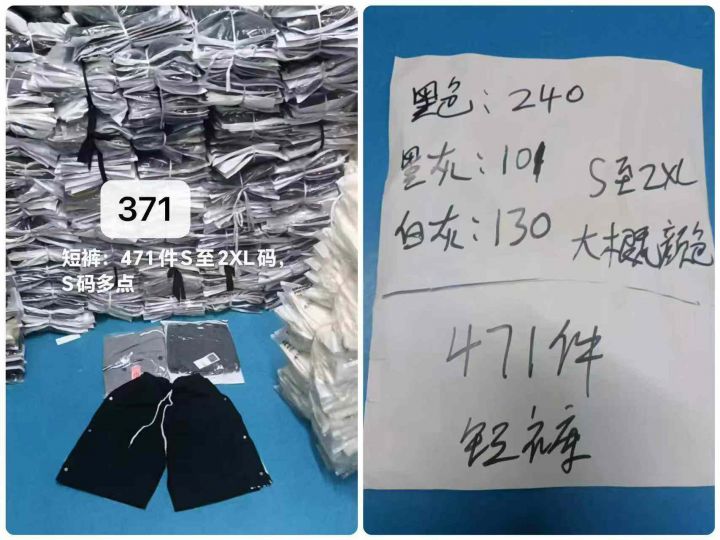 371
短裤：471件S至2XL码，
S码多点
黑色：240
黑灰：101
S至2XL
白灰：130
大概颜色
471件
短裤